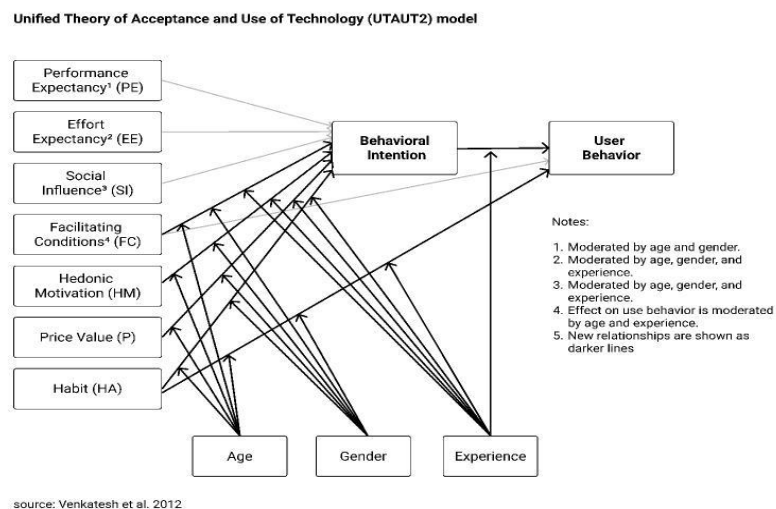 Unified Theory of Acceptance and Use of Technology (UTAUT2) model
Performance
Expectancy¹ (PE)
Effort
Expectancy² (EE)
Social
Influence³ (SI)
Facilitating
Conditions⁴ (FC)
Hedonic
Motivation (HM)
Price Value (P)
Habit (HA)
Behavioral
Intention
User
Behavior
Notes:
1. Moderated by age and gender.
2. Moderated by age, gender, and
experience.
3. Moderated by age, gender, and
experience.
4. Effect on use behavior is moderated
by age and experience.
5. New relationships are shown as
darker lines
Age
Gender
Experience
source: Venkatesh et al. 2012